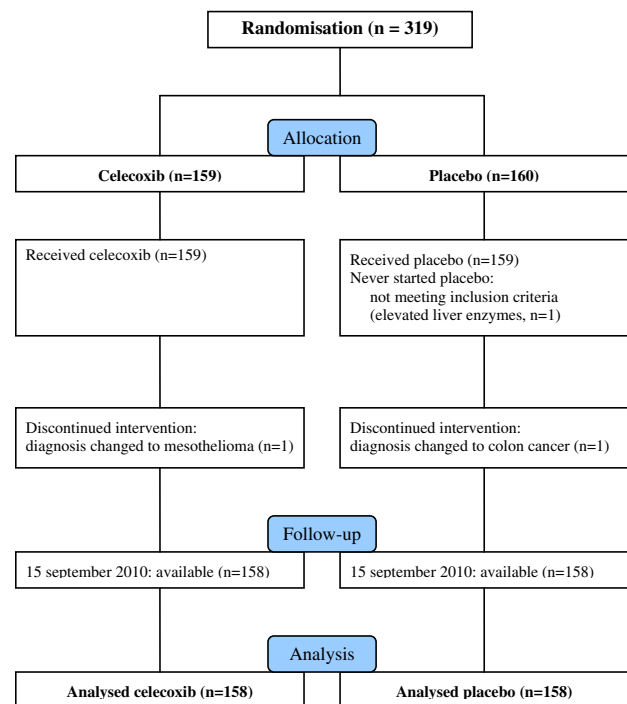 Randomisation (n = 319)
Allocation
Celecoxib (n=159)
Placebo (n=160)
Received celecoxib (n=159)
Received placebo (n=159)
Never started placebo:
not meeting inclusion criteria
(elevated liver enzymes, n=1)
Discontinued intervention:
diagnosis changed to mesothelioma (n=1)
Discontinued intervention:
diagnosis changed to colon cancer (n=1)
Follow-up
15 september 2010: available (n=158)
15 september 2010: available (n=158)
Analysis
Analysed celecoxib (n=158)
Analysed placebo (n=158)